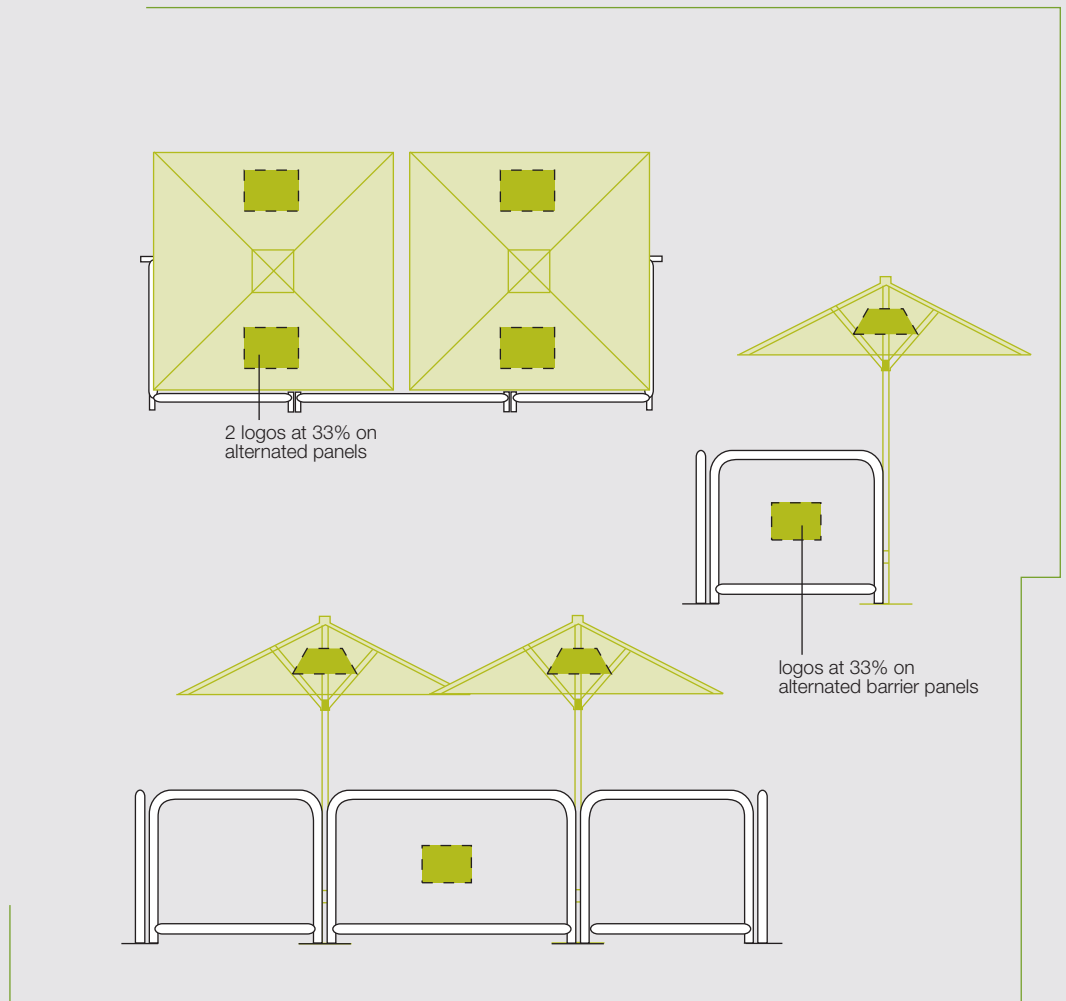 2 logos at 33% on
alternated panels
logos at 33% on
alternated barrier panels